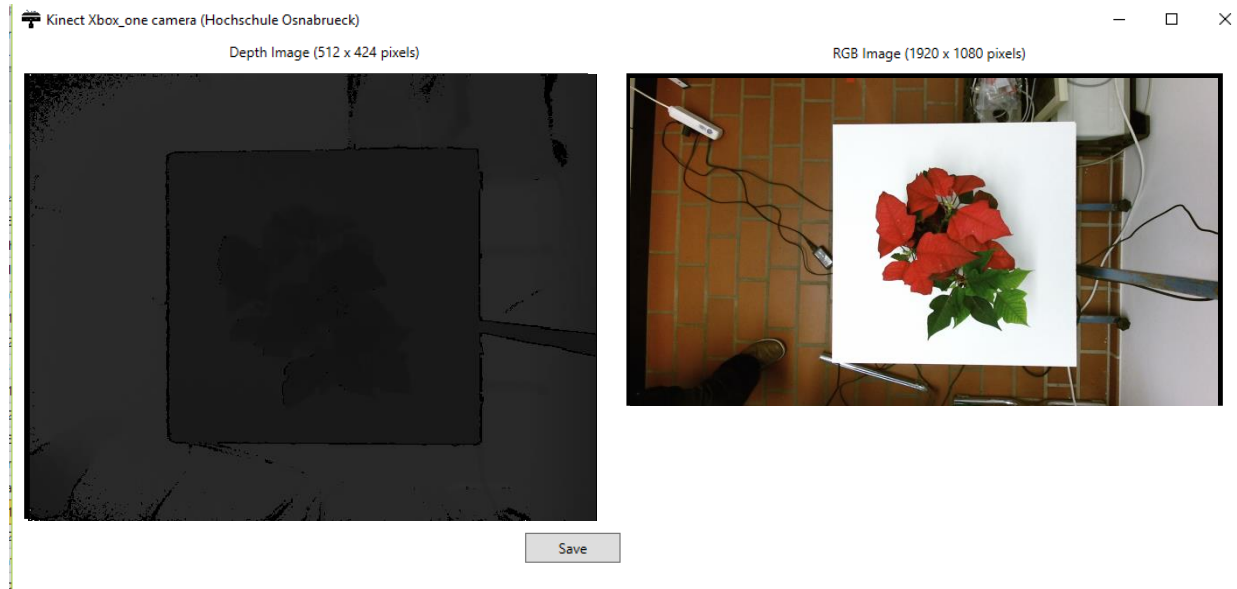 Kinect Xbox_one camera (Hochschule Osnabrueck)
Depth Image (512 x 424 pixels)
RGB Image (1920 x 1080 pixels)
Save